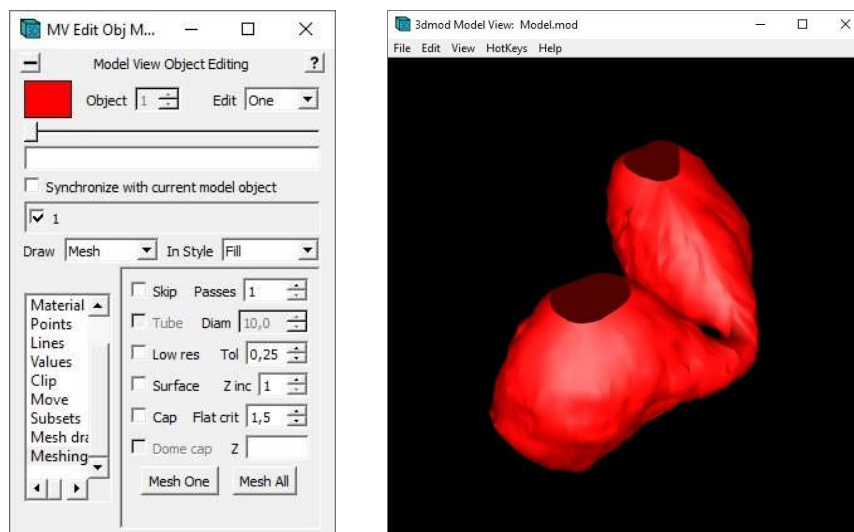 MV Edit Obj M...
Model View Object Editing ?
Object 1 Edit One
Synchronize with current model object
1
Draw Mesh In Style Fill
Material
Points
Lines
Values
Clip
Move
Subsets
Mesh dra
Meshing
Skip Passes 1
Tube Diam 10,0
Low res Tol 0,25
Surface Z inc 1
Cap Flat crit 1,5
Dome cap Z
Mesh One Mesh All
3dmod Model View: Model.mod
File Edit View HotKeys Help